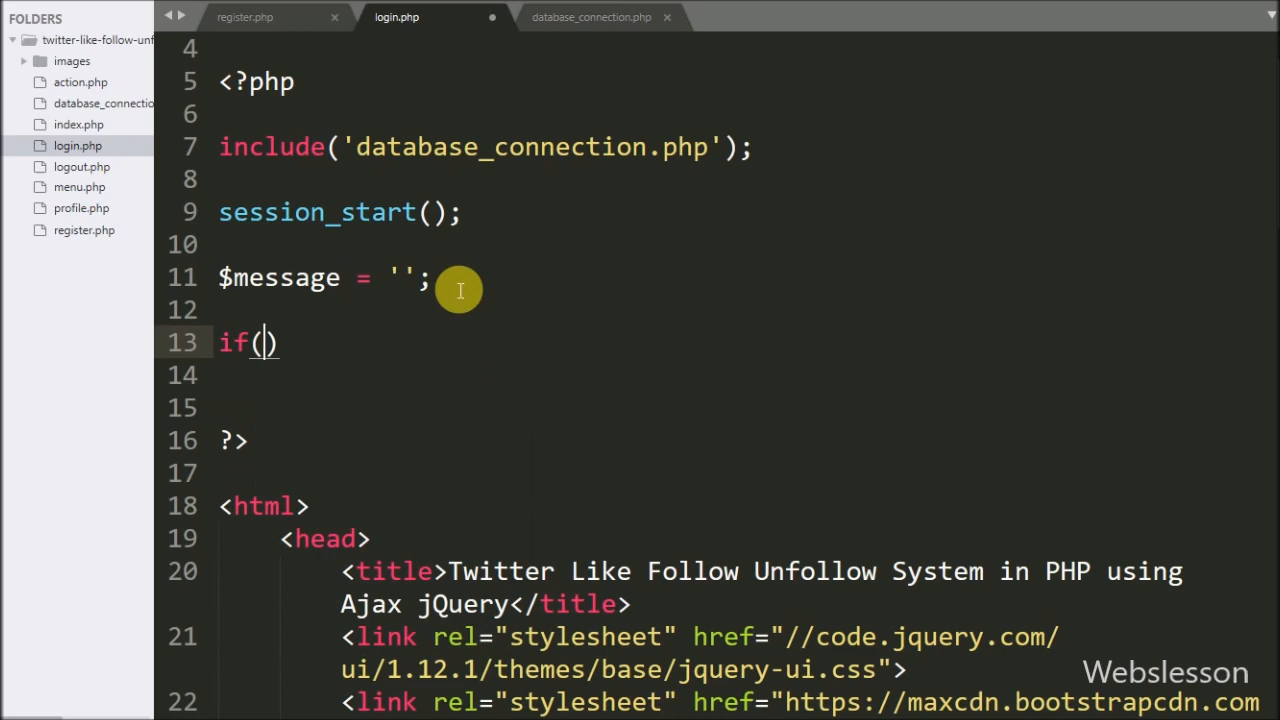 FOLDERS
twitter-like-follow-unf
images
action.php
database_connectio
index.php
login.php
logout.php
menu.php
profile.php
register.php
register.php × login.php database_connection.php ×
4
5 <?php
6
7 include('database_connection.php');
8
9 session_start();
10
11 $message = '';
12
13 if()
14
15
16 ?>
17
18 <html>
19 <head>
20 <title>Twitter Like Follow Unfollow System in PHP using
Ajax jQuery</title>
21 <link rel="stylesheet" href="//code.jquery.com/
ui/1.12.1/themes/base/jquery-ui.css">
22 <link rel="stylesheet" href="https://maxcdn.bootstrapcdn.com
Webslesson